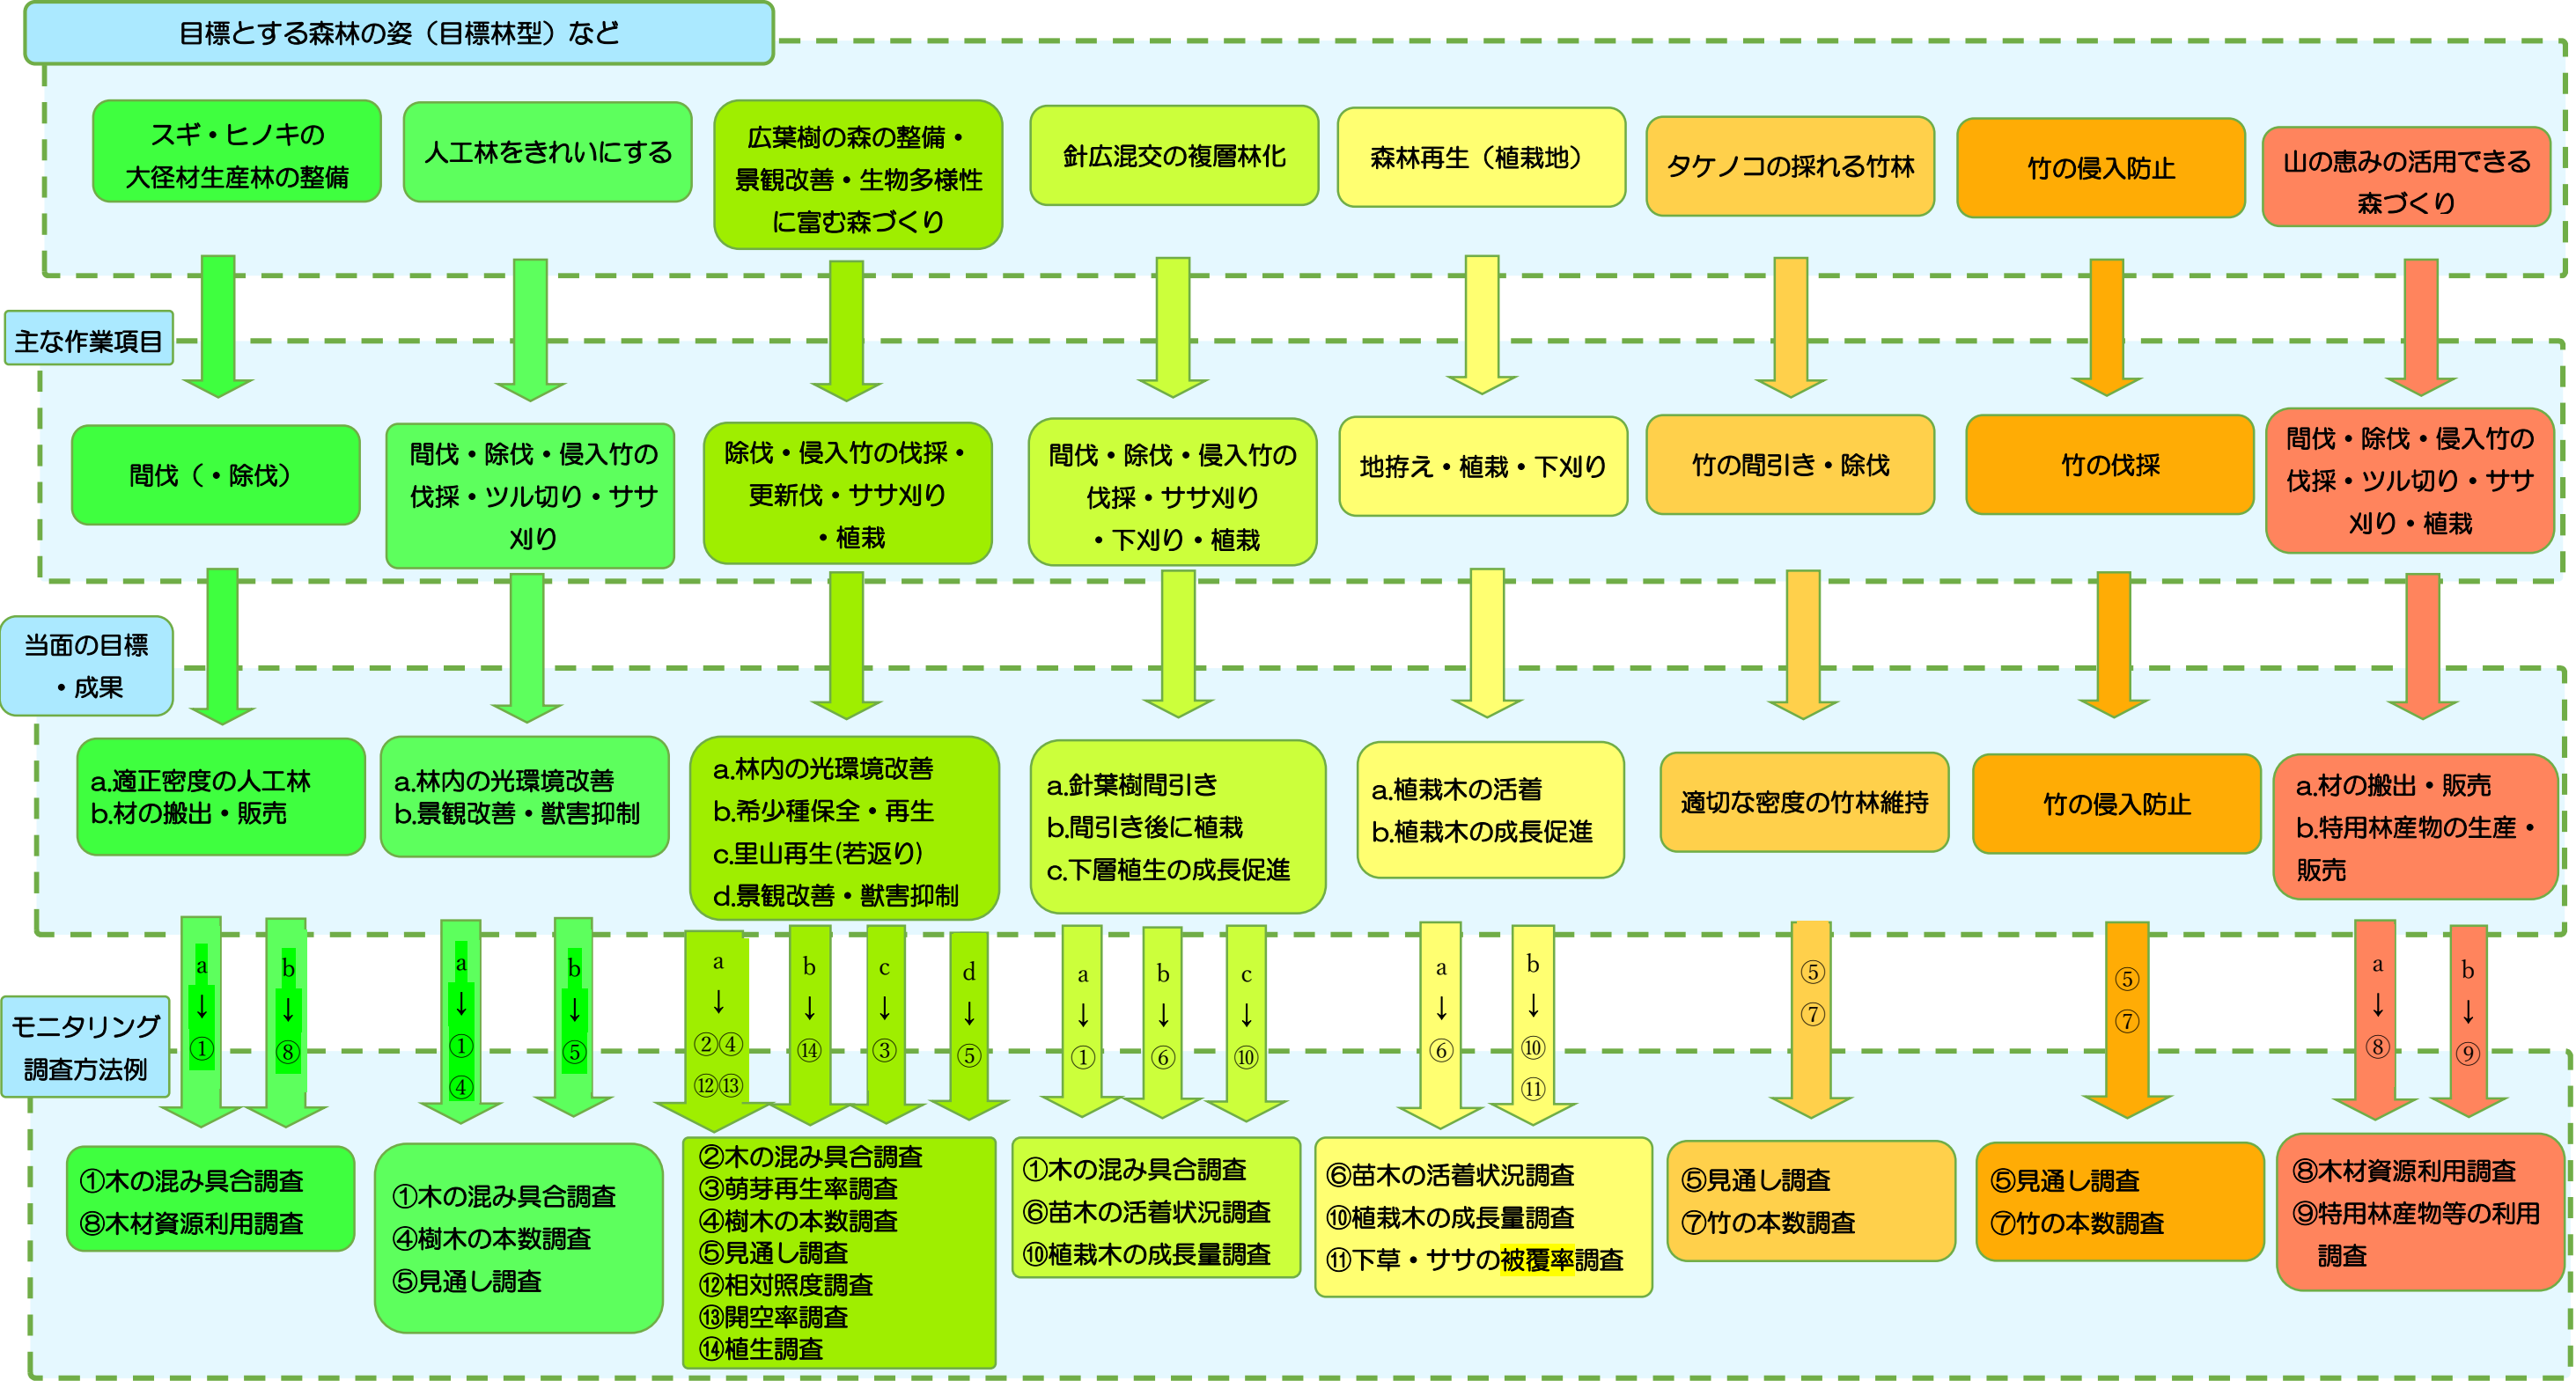 目標とする森林の姿（目標林型）など
スギ・ヒノキの
大径材生産林の整備
人工林をきれいにする
広葉樹の森の整備・
景観改善・生物多様性
に富む森づくり
針広混交の複層林化
森林再生（植栽地）
タケノコの採れる竹林
竹の侵入防止
山の恵みの活用できる
森づくり
主な作業項目
間伐（・除伐）
間伐・除伐・侵入竹の
伐採・ツル切り・ササ
刈り
除伐・侵入竹の伐採・
更新伐・ササ刈り
・植栽
間伐・除伐・侵入竹の
伐採・ササ刈り
・下刈り・植栽
地拵え・植栽・下刈り
竹の間引き・除伐
竹の伐採
間伐・除伐・侵入竹の
伐採・ツル切り・ササ
刈り・植栽
当面の目標
・成果
a.適正密度の人工林
b.材の搬出・販売
a.林内の光環境改善
b.景観改善・獣害抑制
a.林内の光環境改善
b.希少種保全・再生
c.里山再生(若返り)
d.景観改善・獣害抑制
a.針葉樹間引き
b.間引き後に植栽
c.下層植生の成長促進
a.植栽木の活着
b.植栽木の成長促進
適切な密度の竹林維持
竹の侵入防止
a.材の搬出・販売
b.特用林産物の生産・
販売
a
↓
①
b
↓
⑧
a
↓
①
④
b
↓
⑤
a
↓
②④
⑫⑬
b
↓
⑭
c
↓
③
d
↓
⑤
a
↓
①
b
↓
⑥
c
↓
⑩
a
↓
⑥
b
↓
⑩
⑪
⑤
⑦
⑤
⑦
a
↓
⑧
b
↓
⑨
モニタリング
調査方法例
①木の混み具合調査
⑧木材資源利用調査
①木の混み具合調査
④樹木の本数調査
⑤見通し調査
②木の混み具合調査
③萌芽再生率調査
④樹木の本数調査
⑤見通し調査
⑫相対照度調査
⑬開空率調査
⑭植生調査
①木の混み具合調査
⑥苗木の活着状況調査
⑩植栽木の成長量調査
⑥苗木の活着状況調査
⑩植栽木の成長量調査
⑪下草・ササの被覆率調査
⑤見通し調査
⑦竹の本数調査
⑤見通し調査
⑦竹の本数調査
⑧木材資源利用調査
⑨特用林産物等の利用
調査